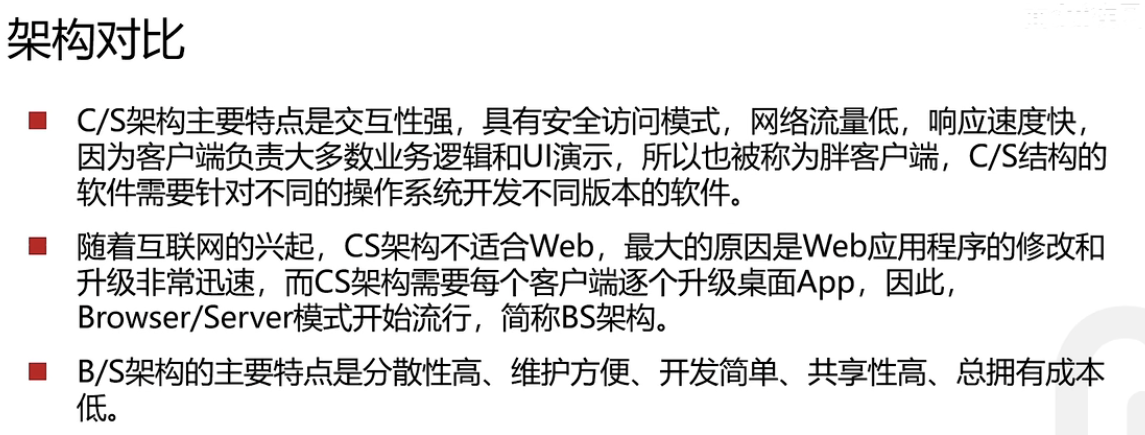 架构对比
C/S架构主要特点是交互性强，具有安全访问模式，网络流量低，响应速度快，
因为客户端负责大多数业务逻辑和UI演示，所以也被称为胖客户端，C/S结构的
软件需要针对不同的操作系统开发不同版本的软件。
随着互联网的兴起，CS架构不适合Web，最大的原因是Web应用程序的修改和
升级非常迅速，而CS架构需要每个客户端逐个升级桌面App，因此，
Browser/Server模式开始流行，简称BS架构。
B/S架构的主要特点是分散性高、维护方便、开发简单、共享性高、总拥有成本
低。